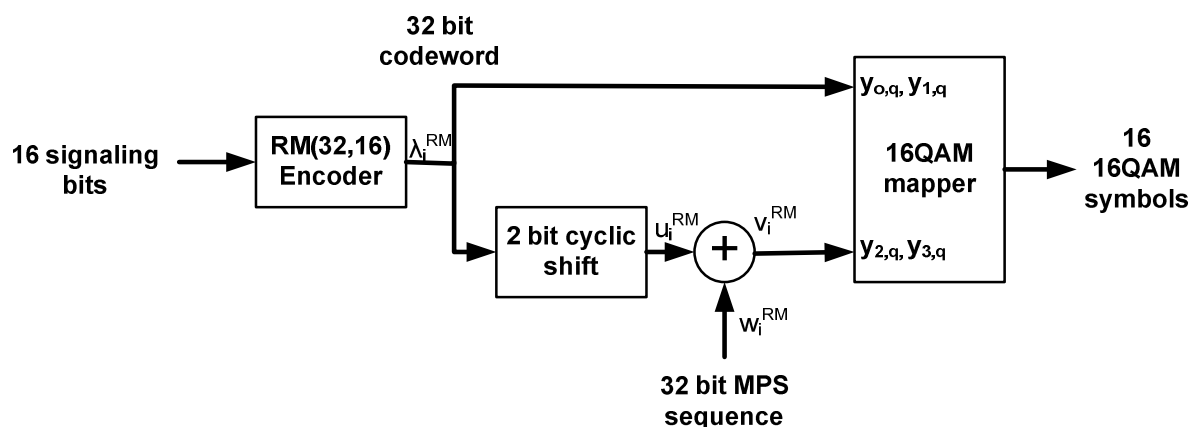 32 bit
codeword
16 signaling
bits
RM(32,16)
Encoder
λiRM
yo,q, y1,q
16QAM
mapper
y2,q, y3,q
16
16QAM
symbols
2 bit cyclic
shift
uiRM
+
viRM
wiRM
32 bit MPS
sequence